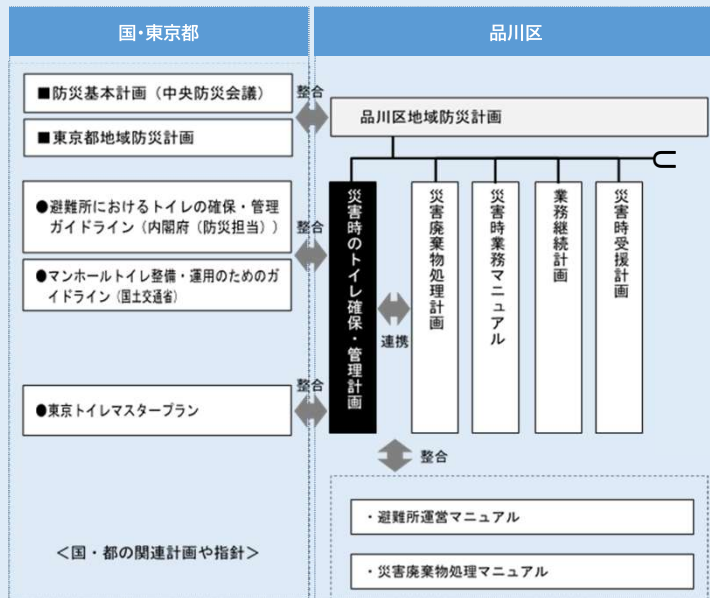 国・東京都
品川区
■防災基本計画（中央防災会議）
整合
■東京都地域防災計画
品川区地域防災計画
●避難所におけるトイレの確保・管理
ガイドライン（内閣府（防災担当））
整合
●マンホールトイレ整備・運用のためのガ
イドライン（国土交通省）
●東京トイレマスタープラン
整合
災害時のトイレ確保・管理計画
連携
災害廃棄物処理計画
災害時業務マニュアル
業務継続計画
災害時受援計画
整合
・避難所運営マニュアル
・災害廃棄物処理マニュアル
＜国・都の関連計画や指針＞